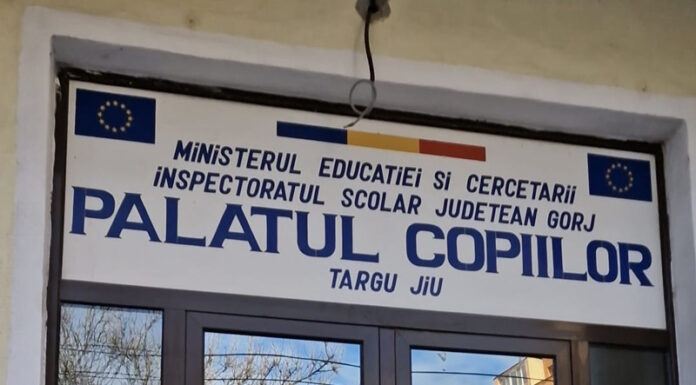 MiNiSTERUL EDUCATiEi SI CERCETARii
iNSPECTORATUL SCOLAR JUDETEAN GORJ
PALATUL COPIILOR
TARGU JiU